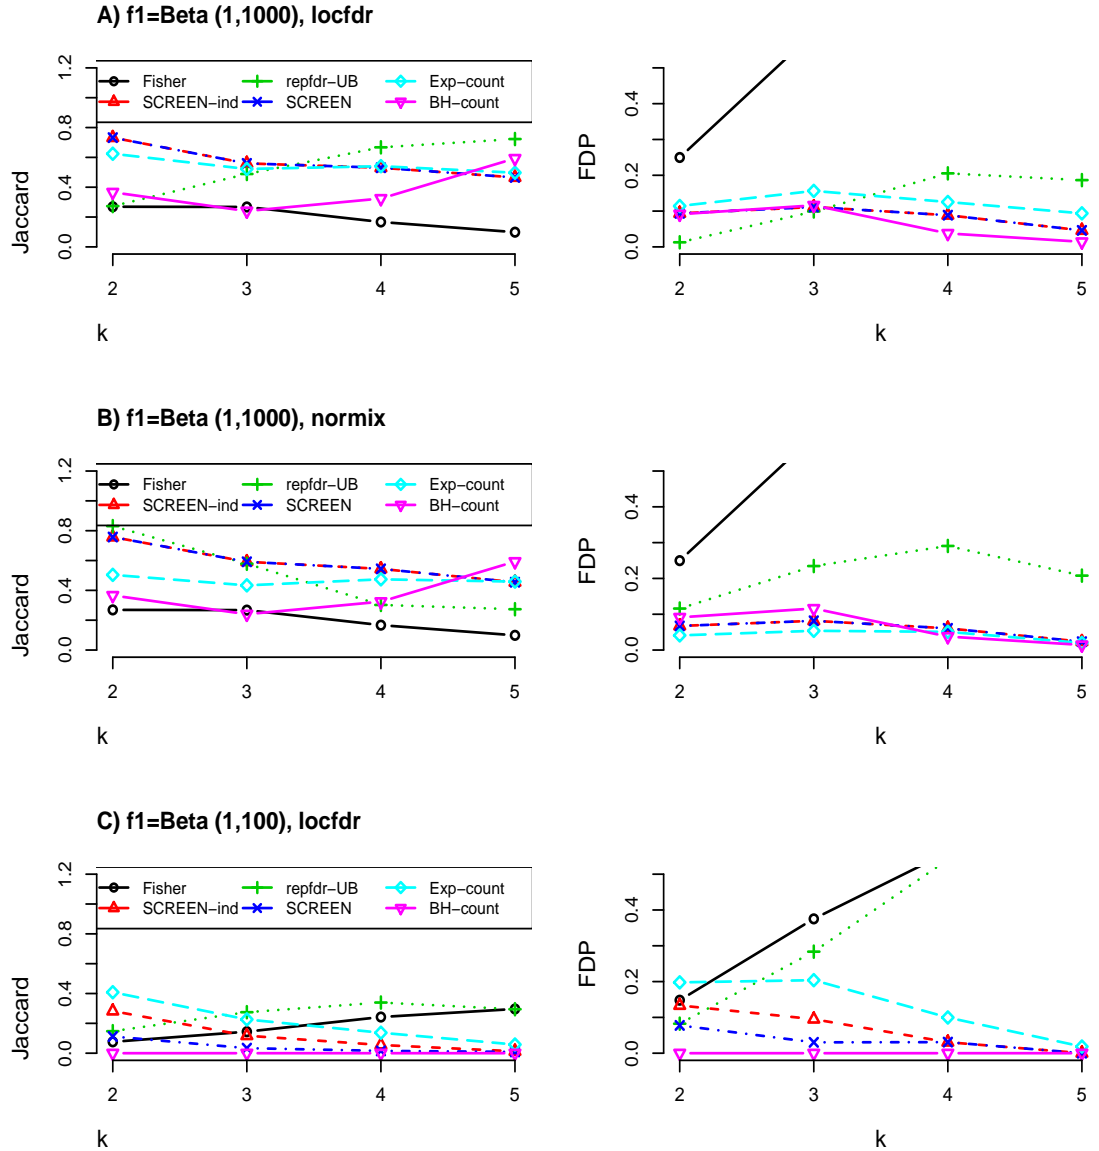 A) f1=Beta (1,1000), locfdr
Jaccard
0.0 0.4 0.8 1.2
Fisher repfdr-UB Exp-count
SCREEN-ind SCREEN BH-count
2 3 4 5
k
FDP
0.0 0.2 0.4
2 3 4 5
k
B) f1=Beta (1,1000), normix
Jaccard
0.0 0.4 0.8 1.2
Fisher repfdr-UB Exp-count
SCREEN-ind SCREEN BH-count
2 3 4 5
k
FDP
0.0 0.2 0.4
2 3 4 5
k
C) f1=Beta (1,100), locfdr
Jaccard
0.0 0.4 0.8 1.2
Fisher repfdr-UB Exp-count
SCREEN-ind SCREEN BH-count
2 3 4 5
k
FDP
0.0 0.2 0.4
2 3 4 5
k